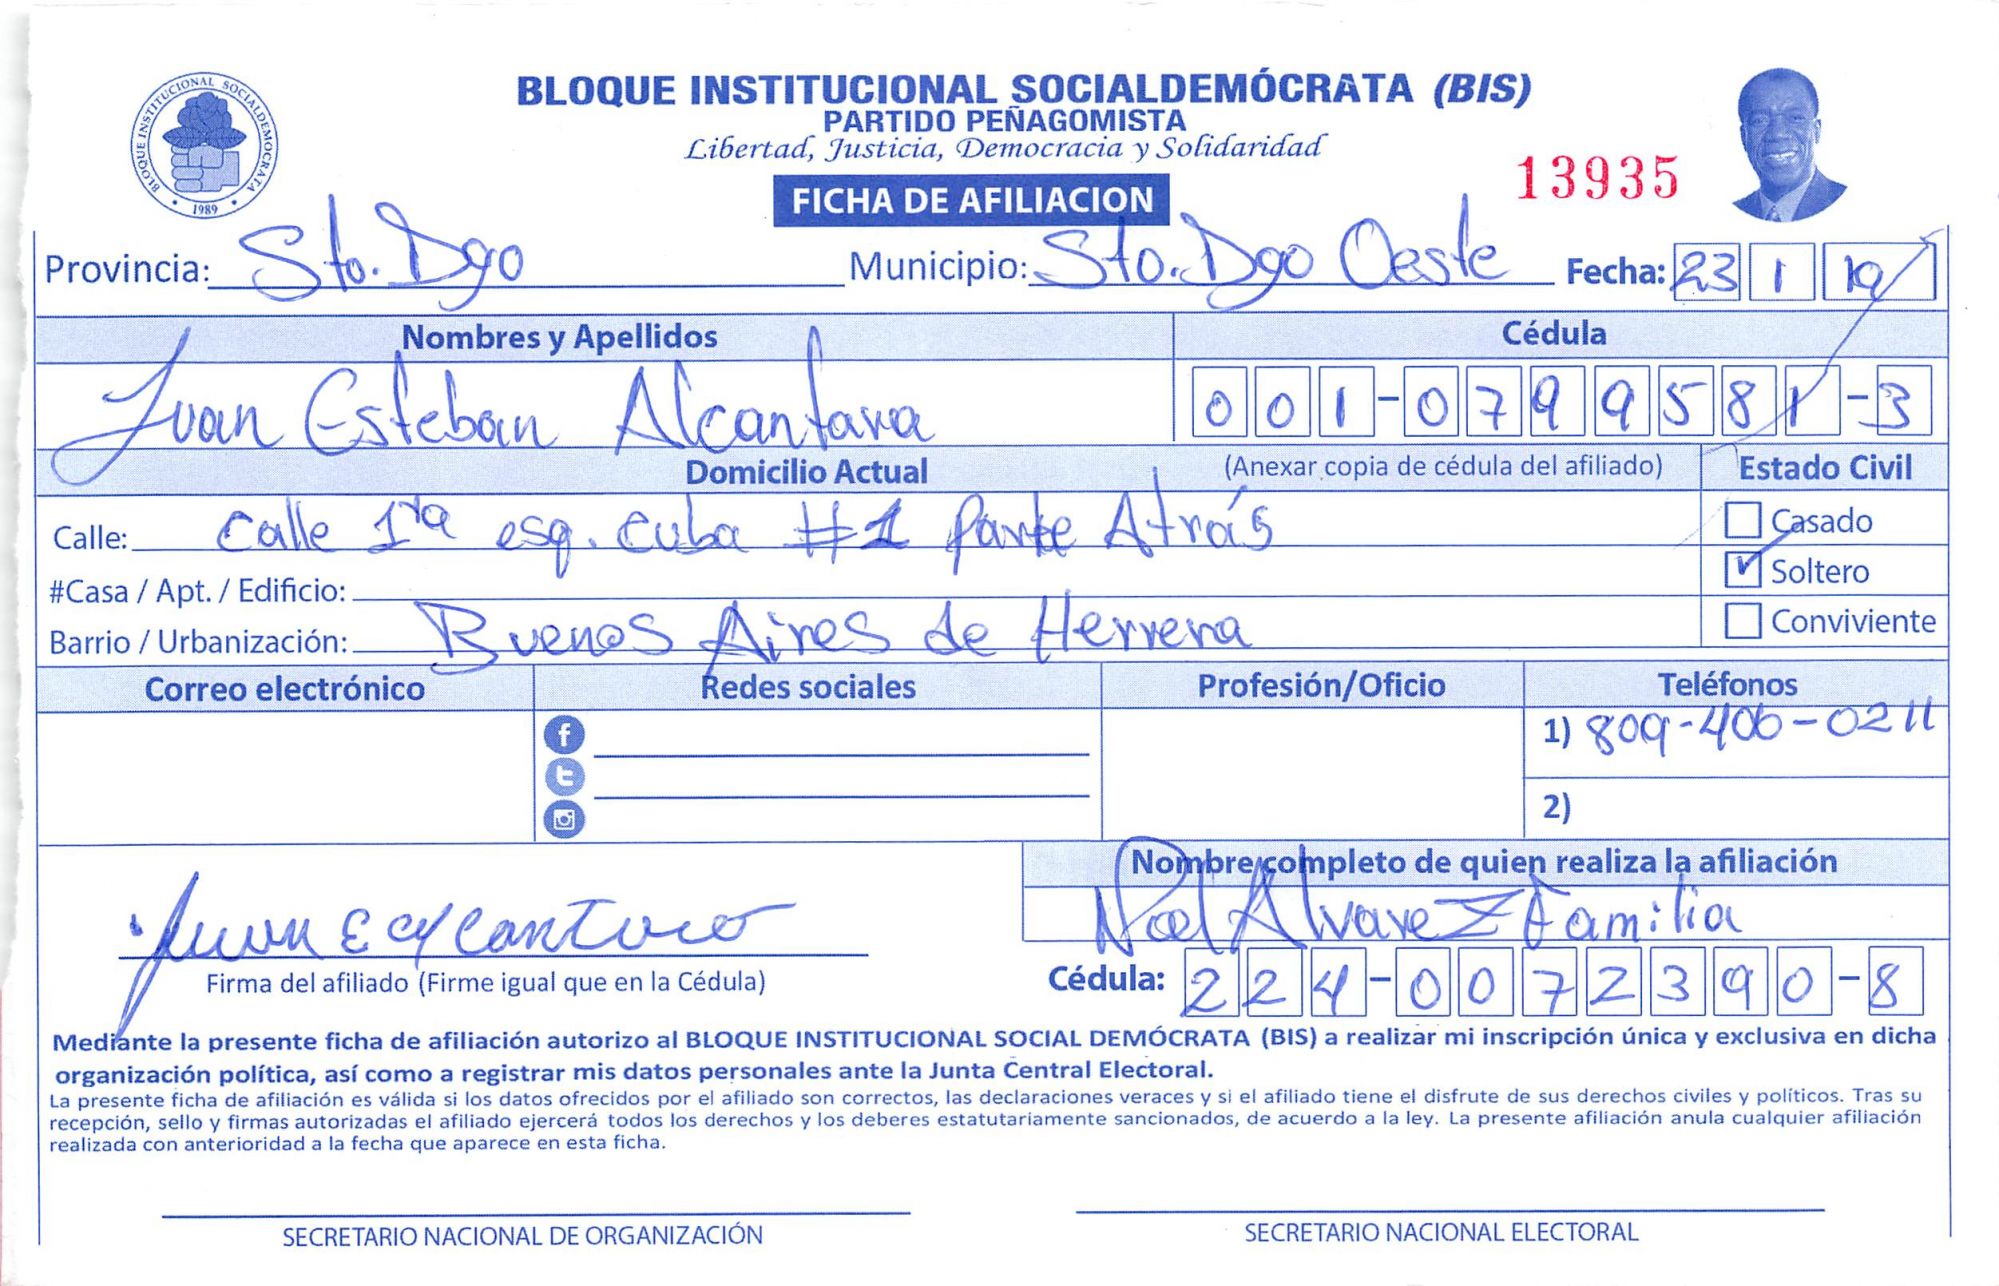 BLOQUE INSTITUCIONAL SOCIALDEMOCRATA
1989
BLOQUE INSTITUCIONAL SOCIALDEMÓCRATA (BIS)
PARTIDO PEÑAGOMISTA
Libertad, Justicia, Democracia y Solidaridad
13935
FICHA DE AFILIACION
Provincia: Sto. Dgo Municipio: Sto. Dgo Oeste Fecha: 23 1 19
Nombres y Apellidos Cédula
Juan Esteban Alcantara 001-0799581-3
Domicilio Actual (Anexar copia de cédula del afiliado) Estado Civil
Calle: Calle 1ra esq. Cuba #1 Parte Atrás Casado
#Casa / Apt. / Edificio: Soltero
Barrio / Urbanización: Buenos Aires de Herrera Conviviente
Correo electrónico Redes sociales Profesión/Oficio Teléfonos
1) 809-406-0211
2)
Nombre completo de quien realiza la afiliación
Juan E Alcantara Noel Alvarez Familia
Firma del afiliado (Firme igual que en la Cédula) Cédula: 224-0072390-8
Mediante la presente ficha de afiliación autorizo al BLOQUE INSTITUCIONAL SOCIAL DEMÓCRATA (BIS) a realizar mi inscripción única y exclusiva en dicha
organización política, así como a registrar mis datos personales ante la Junta Central Electoral.
La presente ficha de afiliación es válida si los datos ofrecidos por el afiliado son correctos, las declaraciones veraces y si el afiliado tiene el disfrute de sus derechos civiles y políticos. Tras su
recepción, sello y firmas autorizadas el afiliado ejercerá todos los derechos y los deberes estatutariamente sancionados, de acuerdo a la ley. La presente afiliación anula cualquier afiliación
realizada con anterioridad a la fecha que aparece en esta ficha.
SECRETARIO NACIONAL DE ORGANIZACIÓN SECRETARIO NACIONAL ELECTORAL